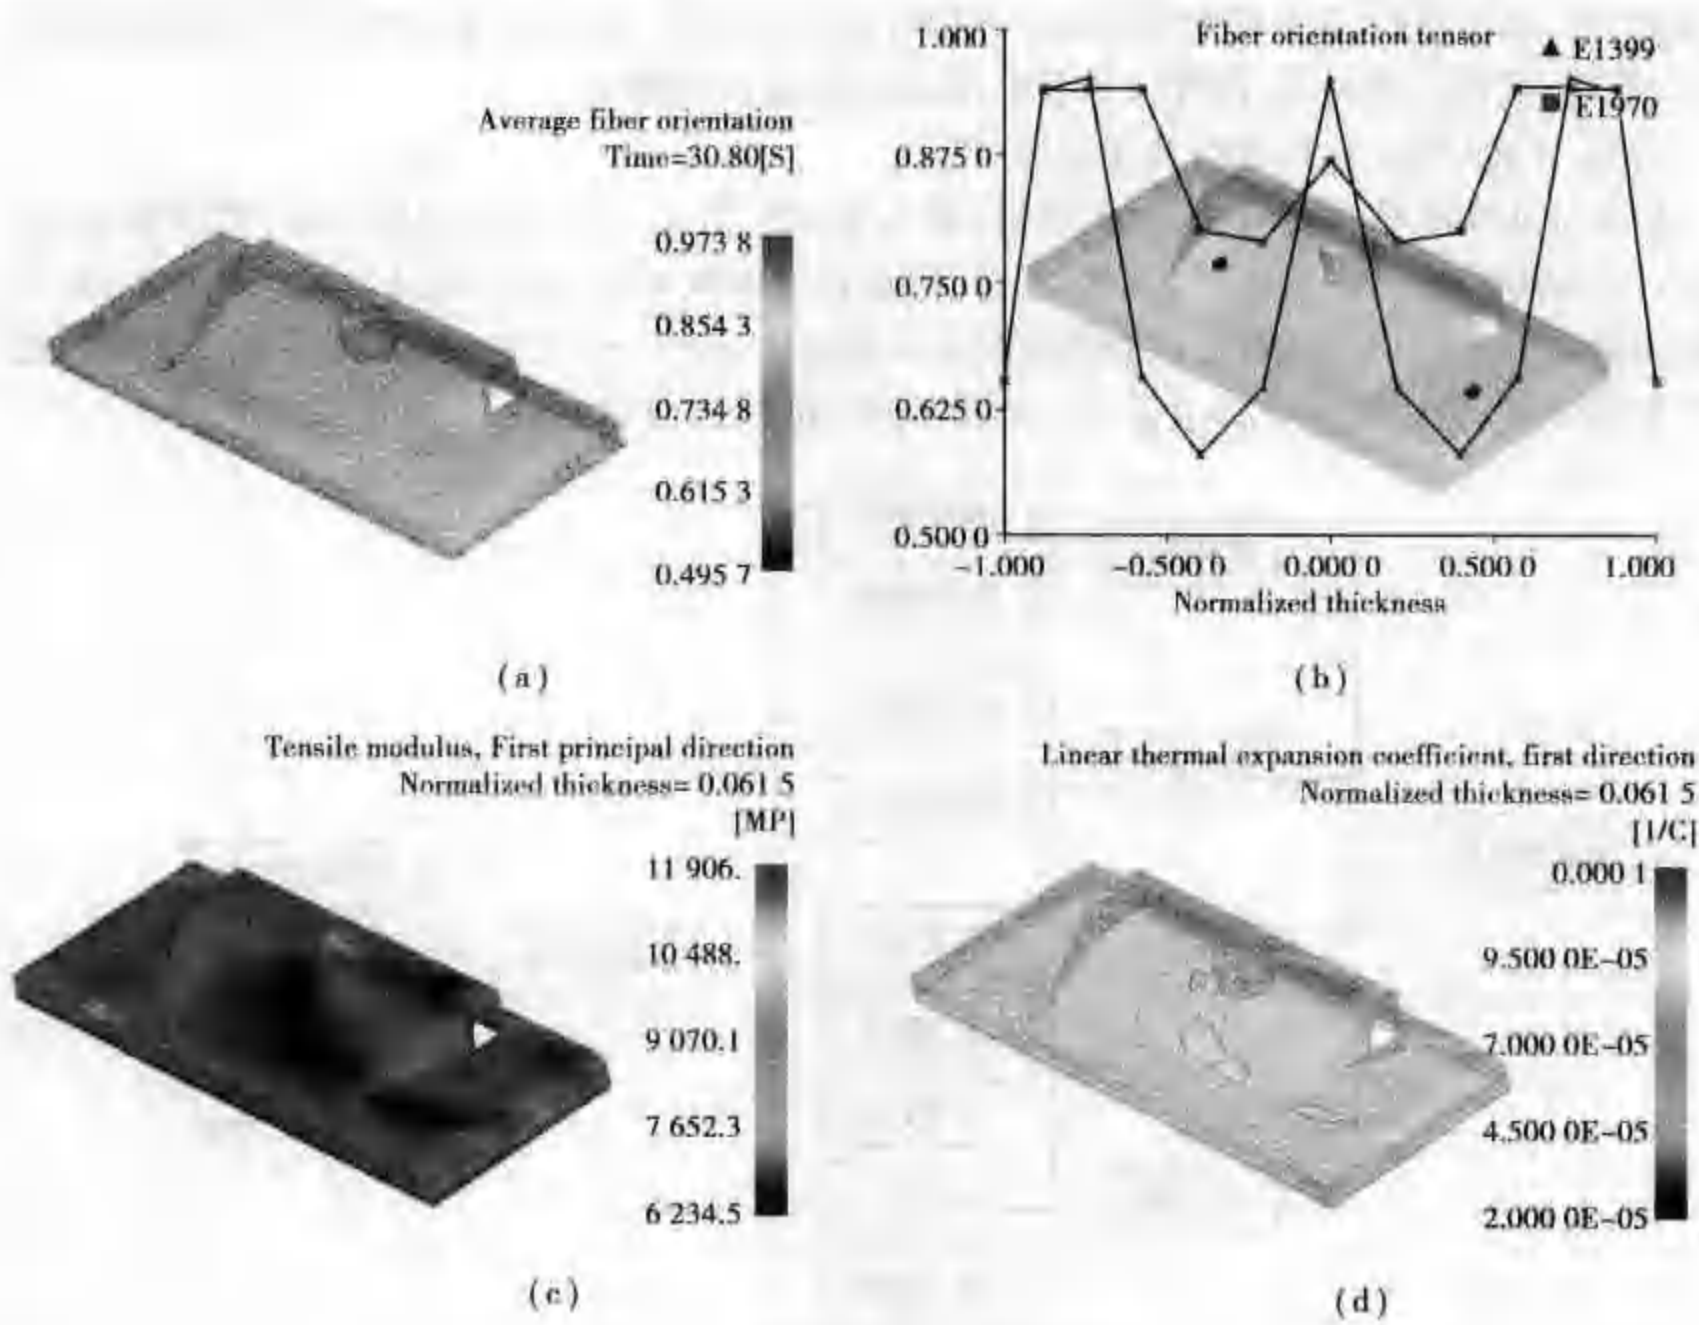 Average fiber orientation
Time=30.80[S]
0.973 8
0.854 3
0.734 8
0.615 3
0.495 7
(a)
Fiber orientation tensor
▲ E1399
■ E1970
1.000
0.875 0
0.750 0
0.625 0
0.500 0
-1.000 -0.500 0 0.000 0 0.500 0 1.000
Normalized thickness
(b)
Tensile modulus, First principal direction
Normalized thickness= 0.061 5
[MP]
11 906.
10 488.
9 070.1
7 652.3
6 234.5
(c)
Linear thermal expansion coefficient, first direction
Normalized thickness= 0.061 5
[1/C]
0.000 1
9.500 0E-05
7.000 0E-05
4.500 0E-05
2.000 0E-05
(d)